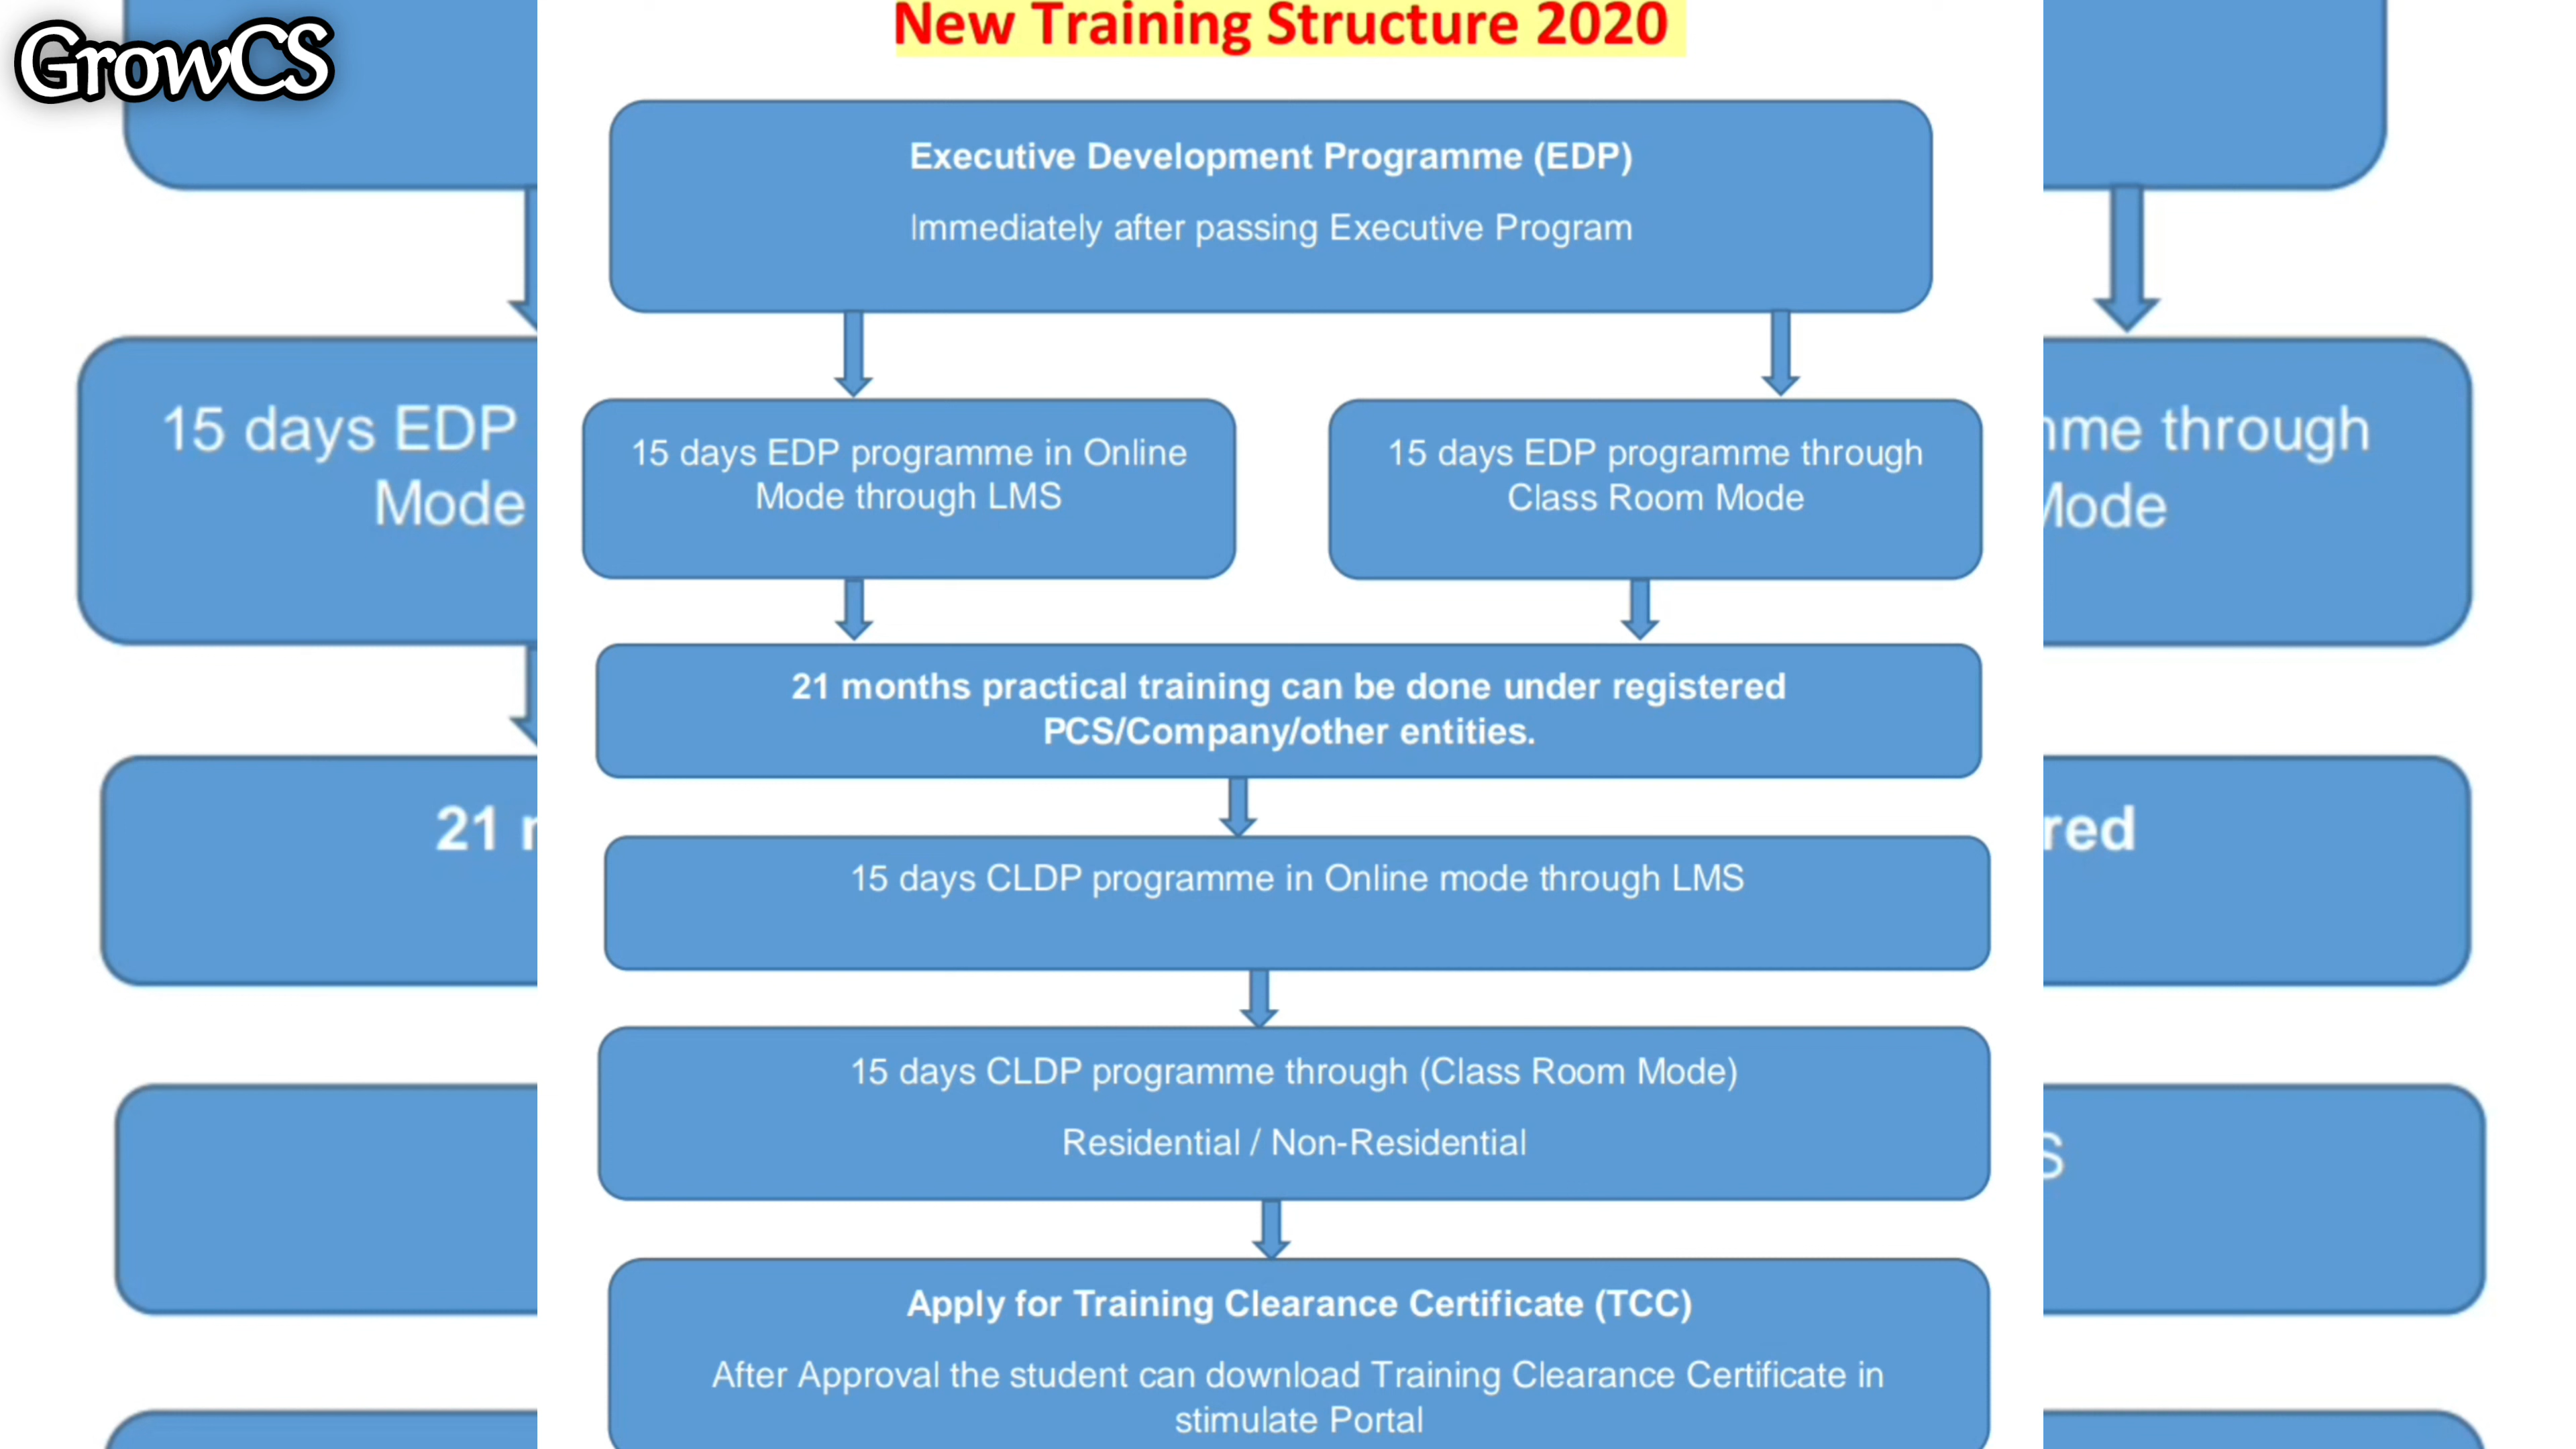 GrowCS
New Training Structure 2020
Executive Development Programme (EDP)
Immediately after passing Executive Program
15 days EDP programme in Online
Mode through LMS
15 days EDP programme through
Class Room Mode
21 months practical training can be done under registered
PCS/Company/other entities.
15 days CLDP programme in Online mode through LMS
15 days CLDP programme through (Class Room Mode)
Residential / Non-Residential
Apply for Training Clearance Certificate (TCC)
After Approval the student can download Training Clearance Certificate in
stimulate Portal
15 days EDP
Mode
21
through
red